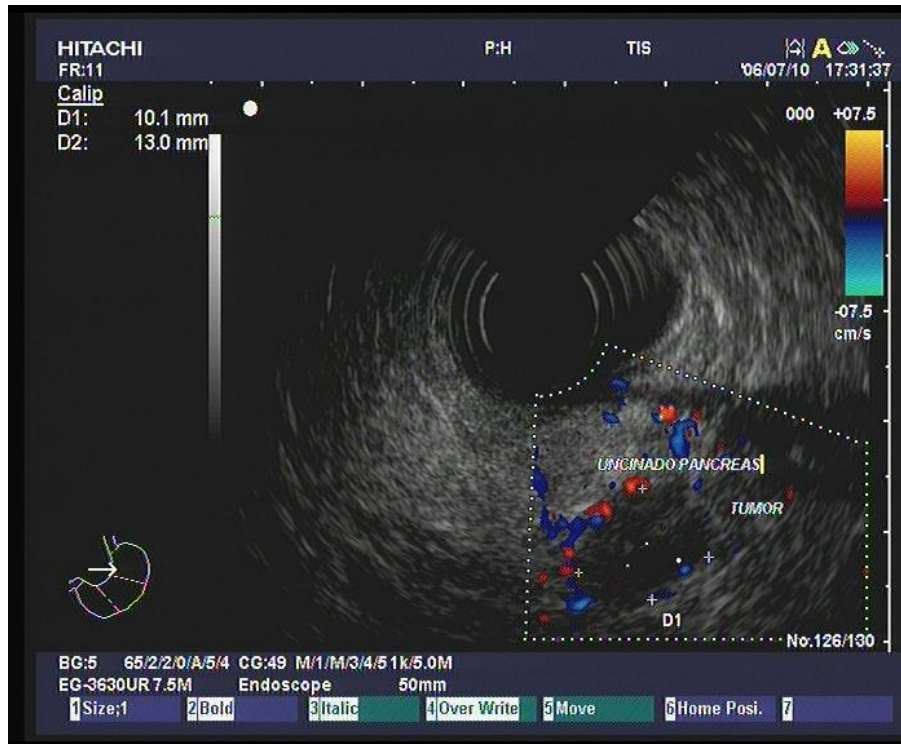 HITACHI P:H TIS A
FR:11 '06/07/10 17:31:37
Calip
D1: 10.1 mm 000 +07.5
D2: 13.0 mm
-07.5
cm/s
UNCINADO PANCREAS
TUMOR
D1
No.126/130
BG:5 65/2/2/0/A/5/4 CG:49 M/1/M/3/4/5 1k/5.0M
EG-3630UR 7.5M Endoscope 50mm
1 Size;1 2 Bold 3 Italic 4 Over Write 5 Move 6 Home Posi. 7